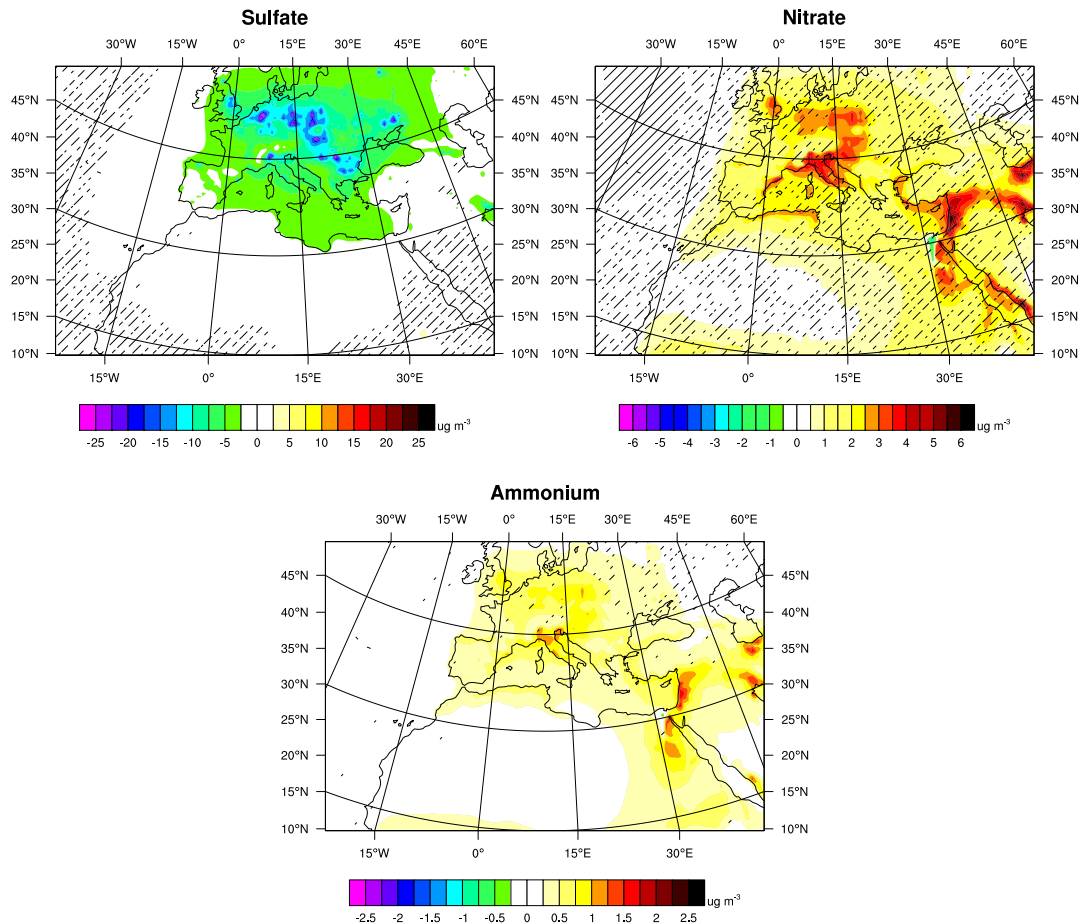 Sulfate
30°W 15°W 0° 15°E 30°E 45°E 60°E
45°N 45°N
40°N 40°N
35°N 35°N
30°N 30°N
25°N 25°N
20°N 20°N
15°N 15°N
10°N 10°N
15°W 0° 15°E 30°E
ug m⁻³
-25 -20 -15 -10 -5 0 5 10 15 20 25
Nitrate
30°W 15°W 0° 15°E 30°E 45°E 60°E
45°N 45°N
40°N 40°N
35°N 35°N
30°N 30°N
25°N 25°N
20°N 20°N
15°N 15°N
10°N 10°N
15°W 0° 15°E 30°E
ug m⁻³
-6 -5 -4 -3 -2 -1 0 1 2 3 4 5 6
Ammonium
30°W 15°W 0° 15°E 30°E 45°E 60°E
45°N 45°N
40°N 40°N
35°N 35°N
30°N 30°N
25°N 25°N
20°N 20°N
15°N 15°N
10°N 10°N
15°W 0° 15°E 30°E
ug m⁻³
-2.5 -2 -1.5 -1 -0.5 0 0.5 1 1.5 2 2.5